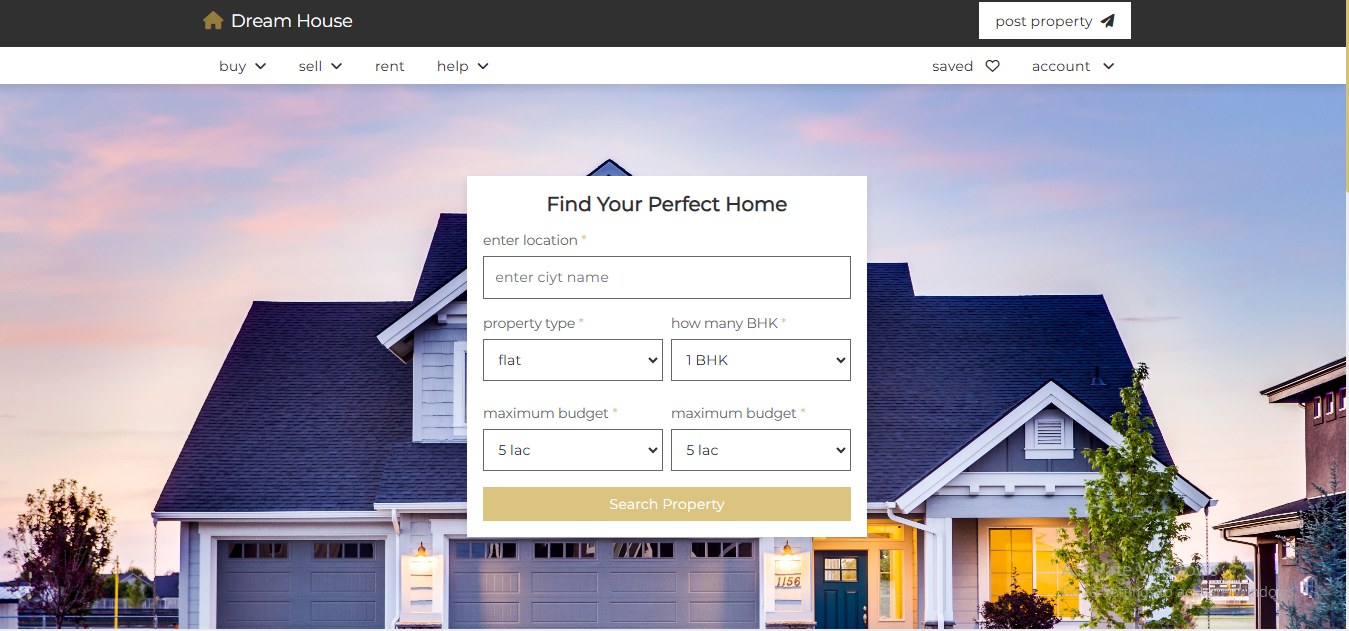 Dream House
post property
buy
sell
rent
help
saved
account
Find Your Perfect Home
enter location *
enter ciyt name
property type *
how many BHK *
flat
1 BHK
maximum budget *
maximum budget *
5 lac
5 lac
Search Property
1156